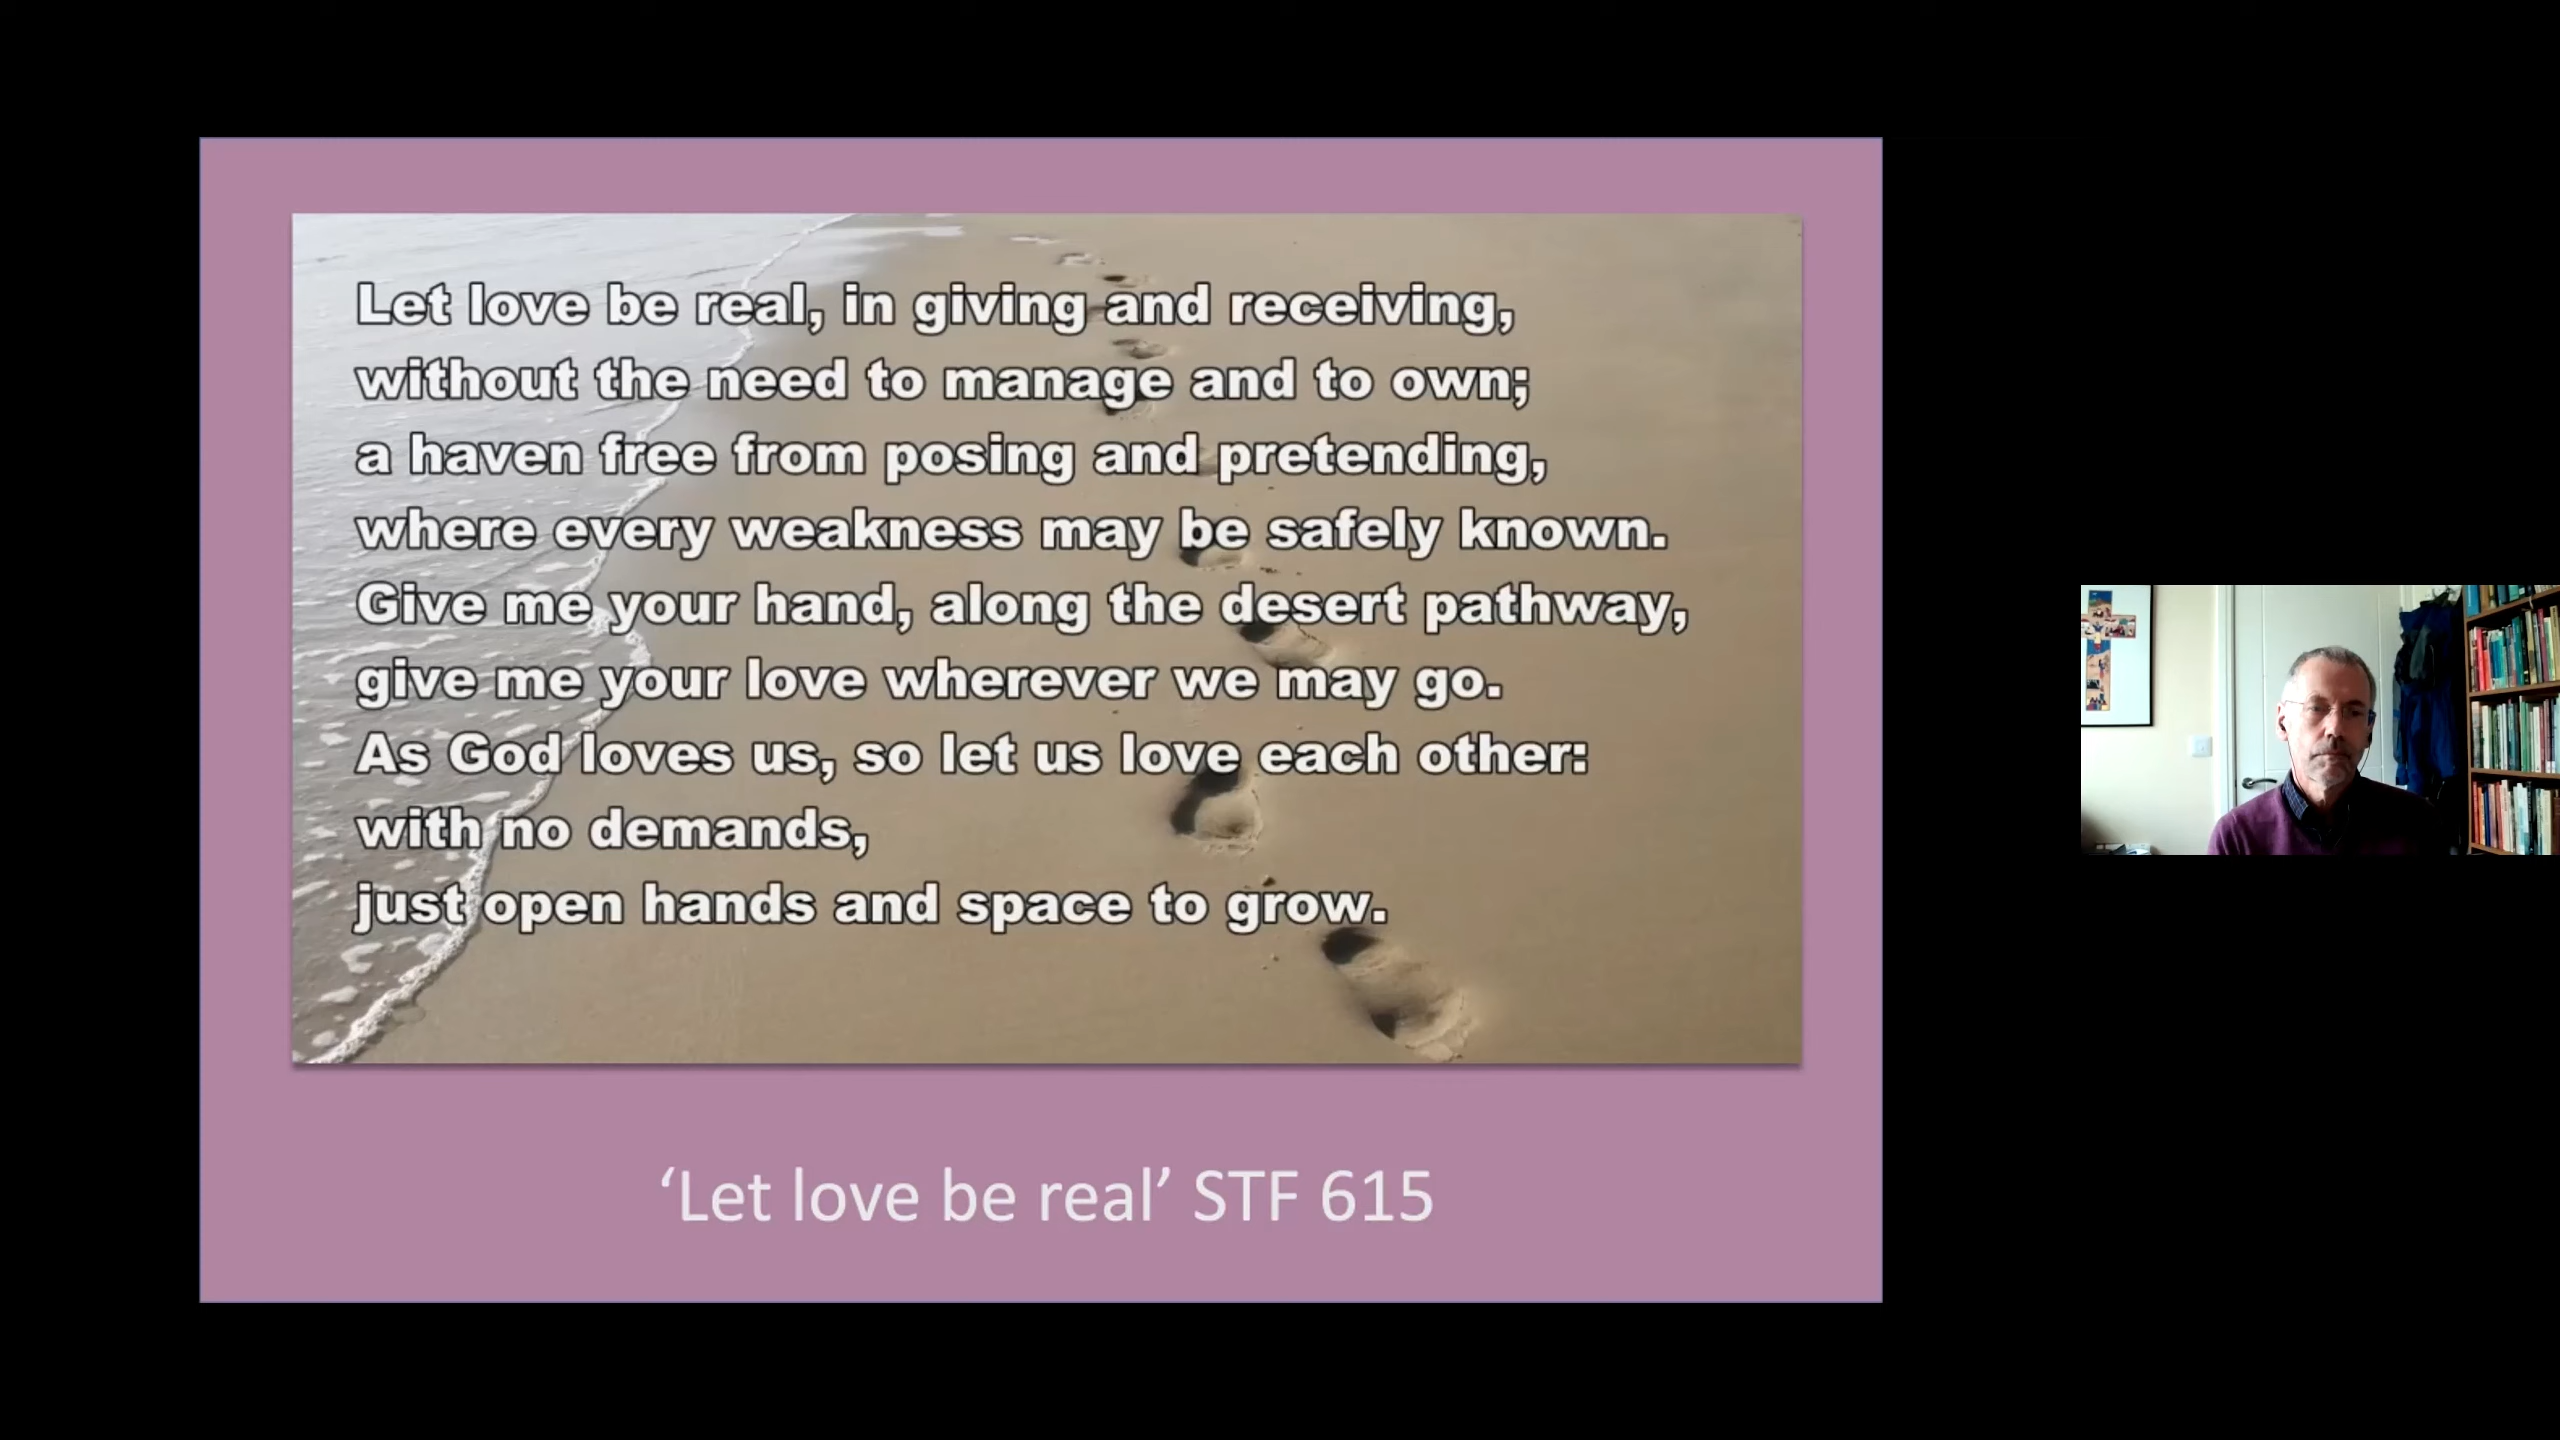 Let love be real, in giving and receiving,
without the need to manage and to own;
a haven free from posing and pretending,
where every weakness may be safely known.
Give me your hand, along the desert pathway,
give me your love wherever we may go.
As God loves us, so let us love each other:
with no demands,
just open hands and space to grow.
‘Let love be real’ STF 615